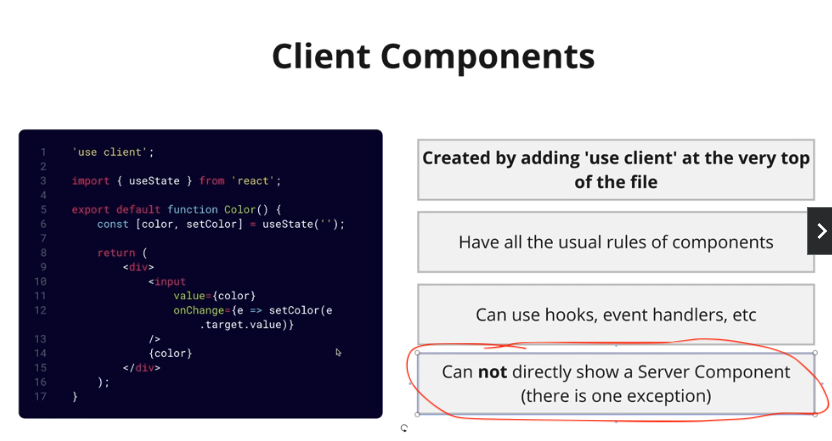 Client Components
1 'use client';
2
3 import { useState } from 'react';
4
5 export default function Color() {
6 const [color, setColor] = useState('');
7
8 return (
9 <div>
10 <input
11 value={color}
12 onChange={e => setColor(e
.target.value)}
13 />
14 {color}
15 </div>
16 );
17 }
Created by adding 'use client' at the very top
of the file
Have all the usual rules of components
Can use hooks, event handlers, etc
Can not directly show a Server Component
(there is one exception)